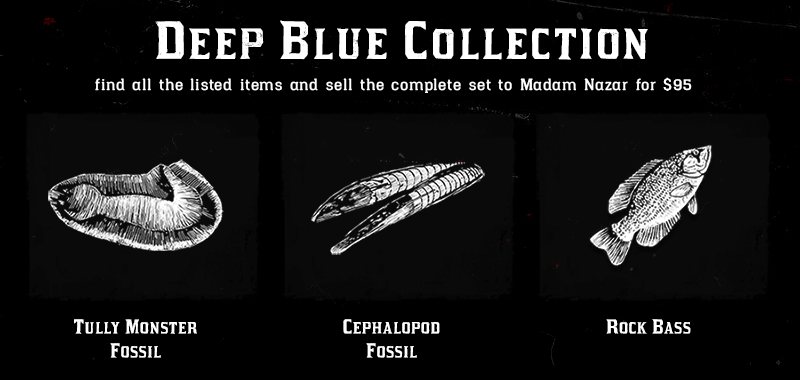 Deep Blue Collection
find all the listed items and sell the complete set to Madam Nazar for $95
Tully Monster
Fossil
Cephalopod
Fossil
Rock Bass